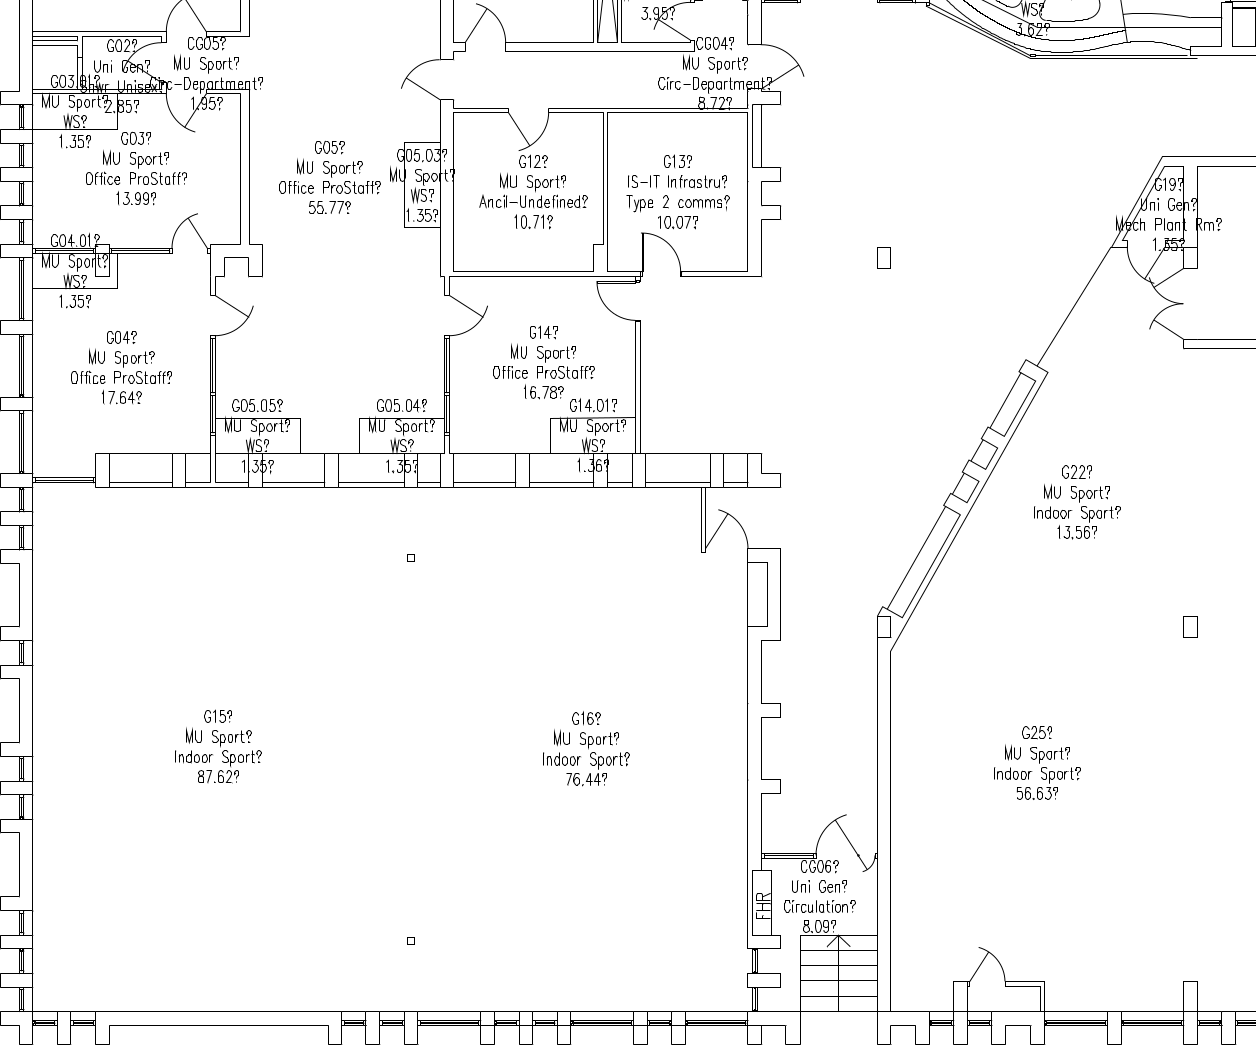 3.95?
WS?
3.62?
G02?
Uni Gen?
Shwr Unisex?
2.85?
CG05?
MU Sport?
Circ-Department?
1.95?
CG04?
MU Sport?
Circ-Department?
8.72?
G03.01?
MU Sport?
WS?
1.35?
G03?
MU Sport?
Office ProStaff?
13.99?
G05?
MU Sport?
Office ProStaff?
55.77?
G05.03?
MU Sport?
WS?
1.35?
G12?
MU Sport?
Ancil-Undefined?
10.71?
G13?
IS-IT Infrastru?
Type 2 comms?
10.07?
G19?
Uni Gen?
Mech Plant Rm?
1.35?
G04.01?
MU Sport?
WS?
1.35?
G04?
MU Sport?
Office ProStaff?
17.64?
G14?
MU Sport?
Office ProStaff?
16.78?
G05.05?
MU Sport?
WS?
1.35?
G05.04?
MU Sport?
WS?
1.35?
G14.01?
MU Sport?
WS?
1.36?
G22?
MU Sport?
Indoor Sport?
13.56?
G15?
MU Sport?
Indoor Sport?
87.62?
G16?
MU Sport?
Indoor Sport?
76.44?
G25?
MU Sport?
Indoor Sport?
56.63?
CG06?
Uni Gen?
Circulation?
8.09?
FHR